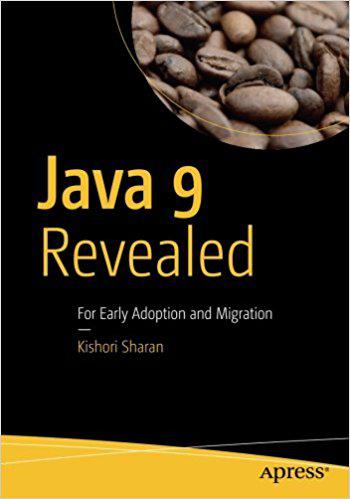 Java 9
Revealed
For Early Adoption and Migration
—
Kishori Sharan
Apress®